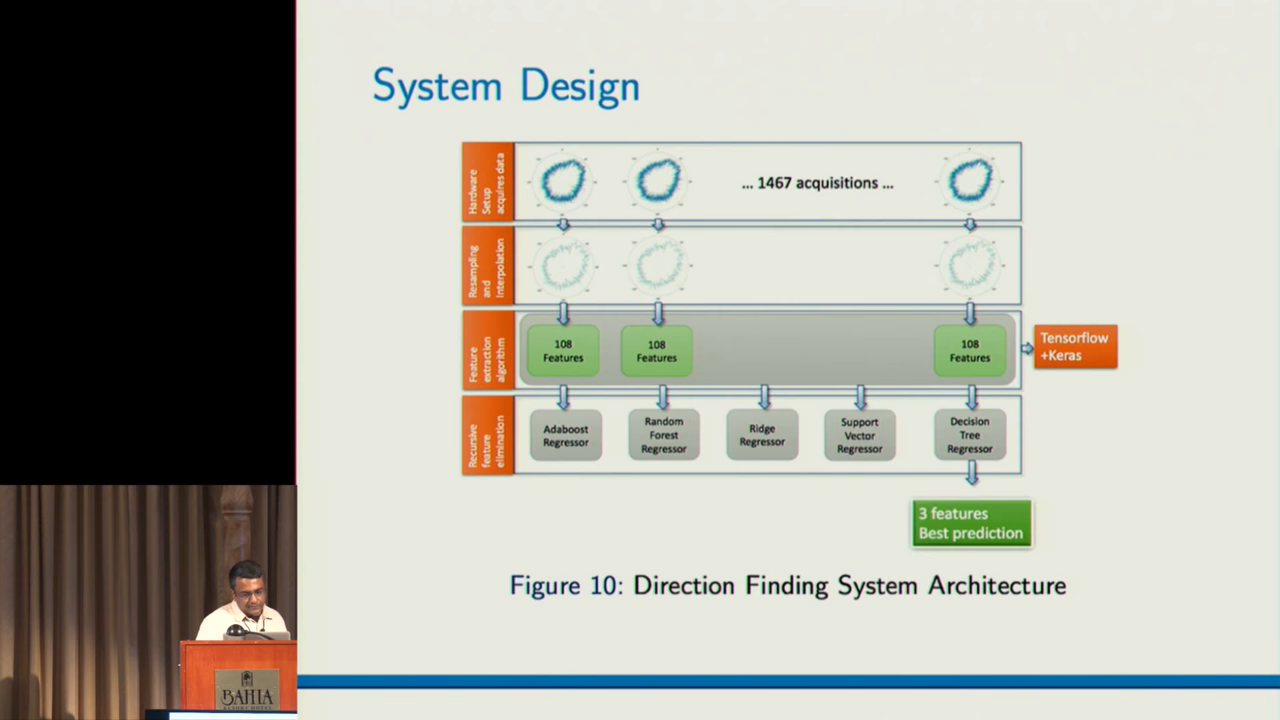 System Design
Hardware
Setup
acquires data
... 1467 acquisitions ...
Resampling
and
Interpolation
Feature
extraction
algorithm
108
Features
108
Features
108
Features
Tensorflow
+Keras
Recursive
feature
elimination
Adaboost
Regressor
Random
Forest
Regressor
Ridge
Regressor
Support
Vector
Regressor
Decision
Tree
Regressor
3 features
Best prediction
Figure 10: Direction Finding System Architecture
BAHIA